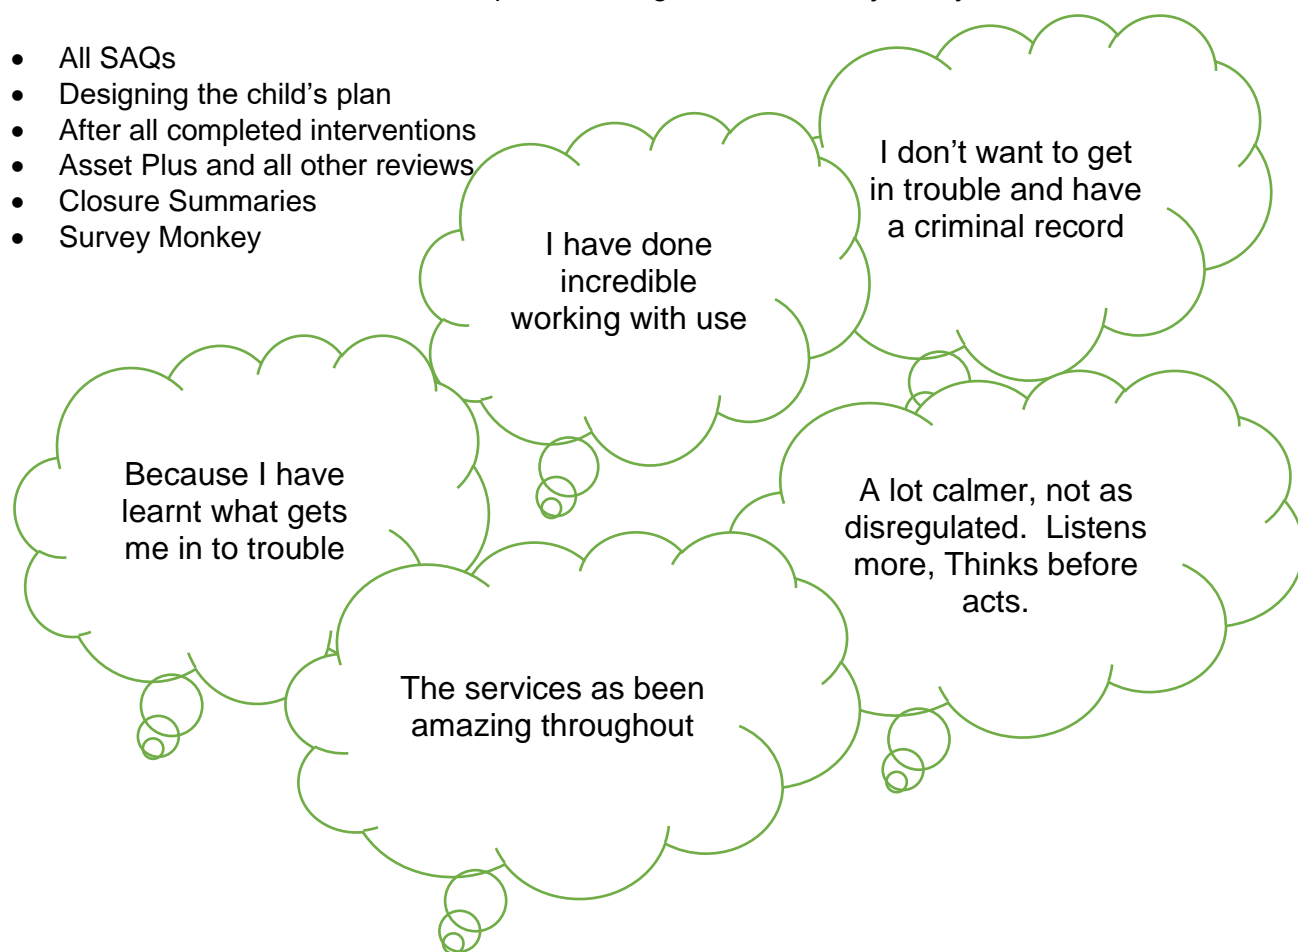 • All SAQs
• Designing the child’s plan
• After all completed interventions
• Asset Plus and all other reviews
• Closure Summaries
• Survey Monkey
I don’t want to get
in trouble and have
a criminal record
I have done
incredible
working with use
Because I have
learnt what gets
me in to trouble
A lot calmer, not as
disregulated.  Listens
more, Thinks before
acts.
The services as been
amazing throughout